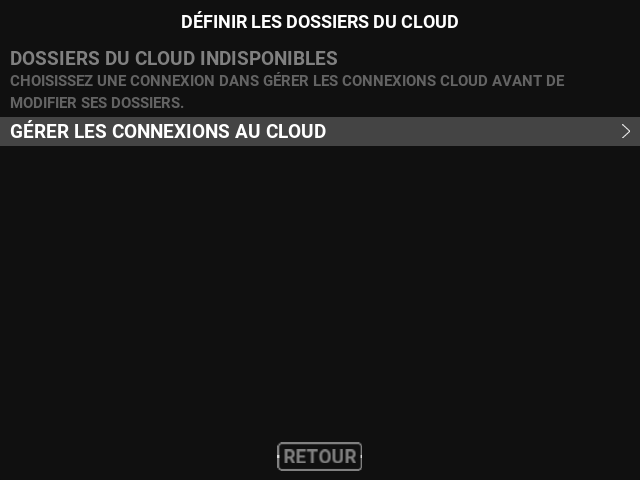 DÉFINIR LES DOSSIERS DU CLOUD
DOSSIERS DU CLOUD INDISPONIBLES
CHOISISSEZ UNE CONNEXION DANS GÉRER LES CONNEXIONS CLOUD AVANT DE
MODIFIER SES DOSSIERS.
GÉRER LES CONNEXIONS AU CLOUD
RETOUR